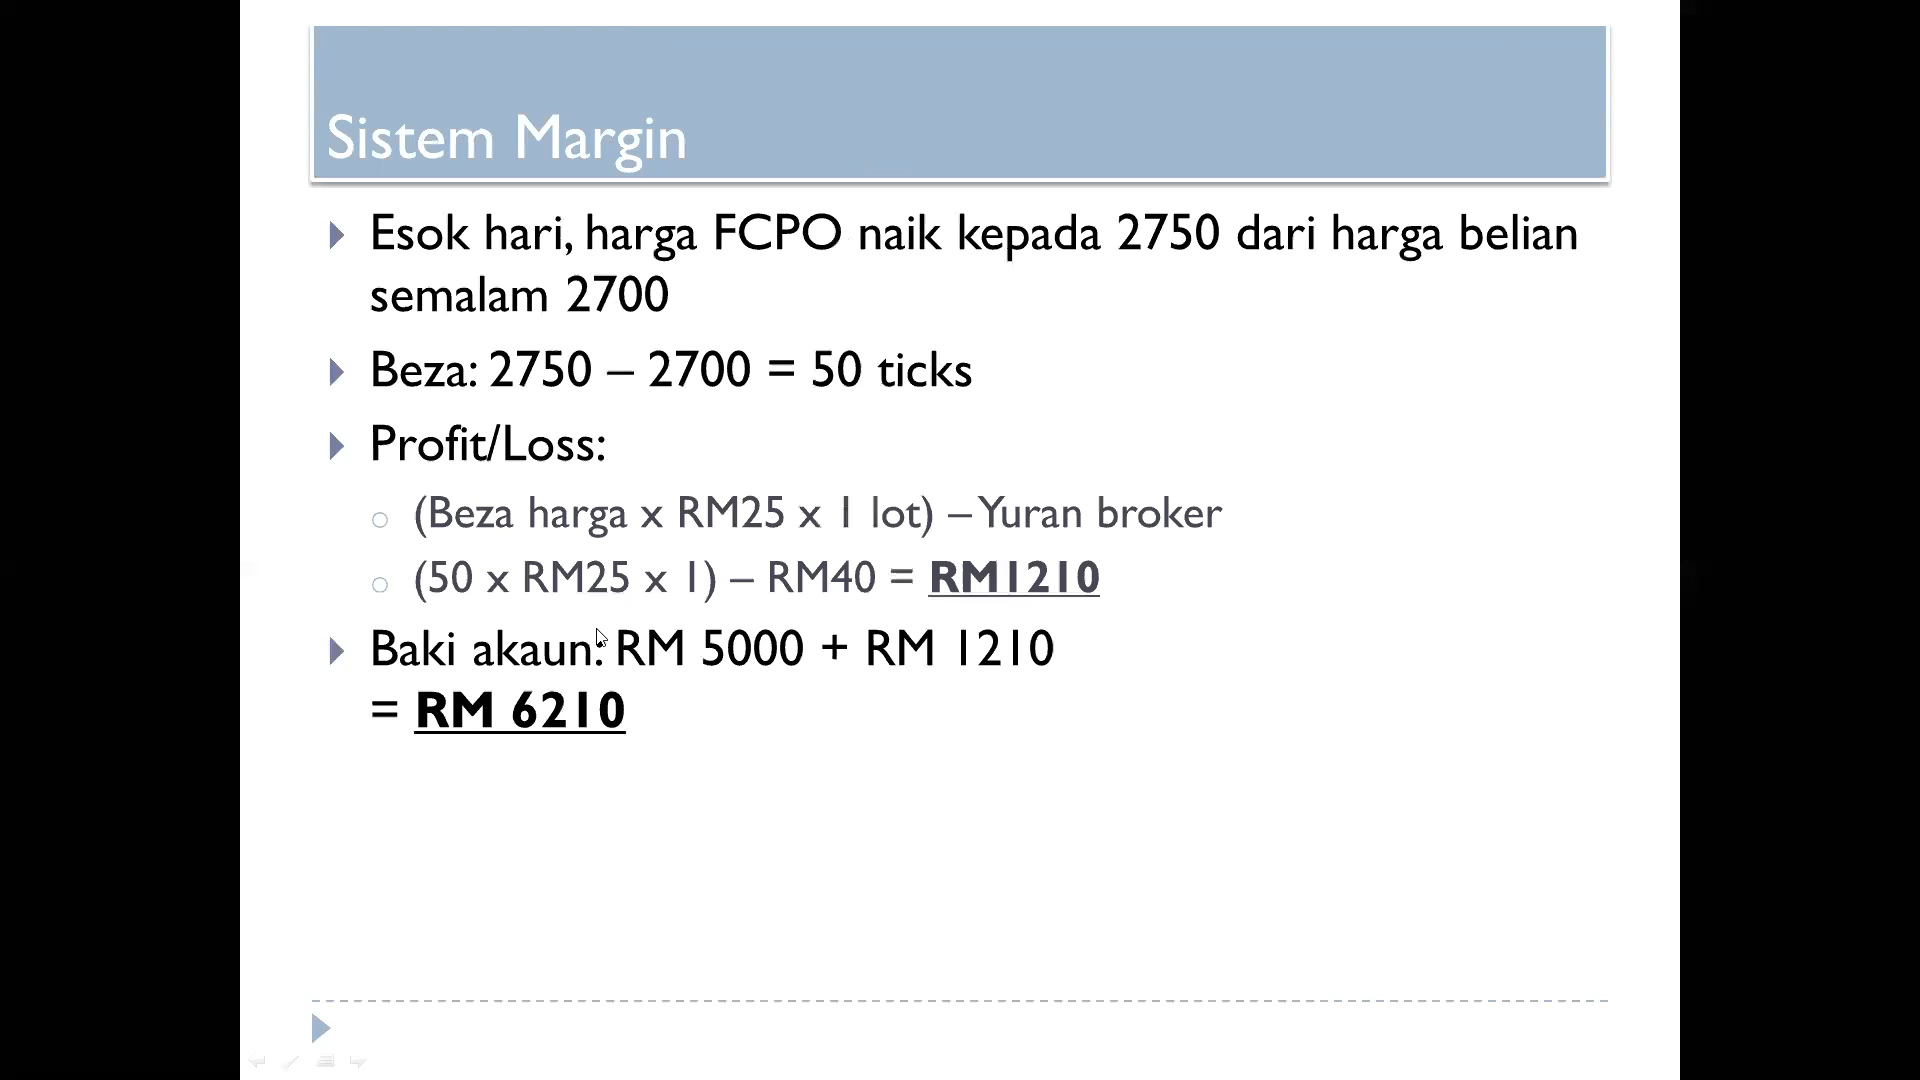 Sistem Margin
Esok hari, harga FCPO naik kepada 2750 dari harga belian
semalam 2700
Beza: 2750 – 2700 = 50 ticks
Profit/Loss:
(Beza harga x RM25 x 1 lot) – Yuran broker
(50 x RM25 x 1) – RM40 = RM1210
Baki akaun: RM 5000 + RM 1210
= RM 6210